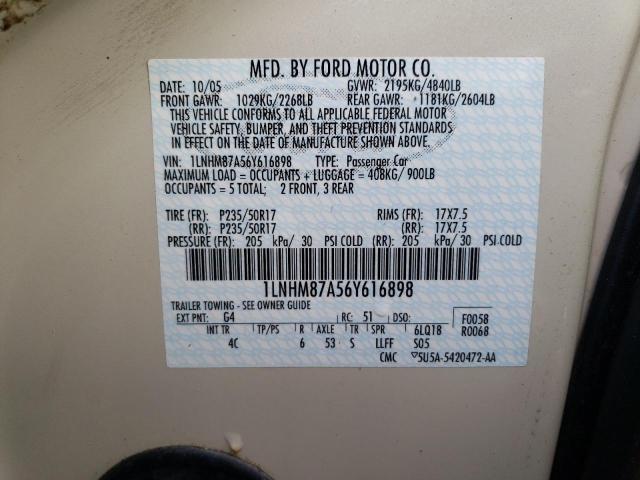 MFD. BY FORD MOTOR CO.
DATE: 10/05 GVWR: 2195KG/4840LB
FRONT GAWR: 1029KG/2268LB REAR GAWR: 1181KG/2604LB
THIS VEHICLE CONFORMS TO ALL APPLICABLE FEDERAL MOTOR
VEHICLE SAFETY, BUMPER, AND THEFT PREVENTION STANDARDS
IN EFFECT ON THE DATE OF MANUFACTURE SHOWN ABOVE.
VIN: 1LNHM87A56Y616898 TYPE: Passenger Car
MAXIMUM LOAD = OCCUPANTS + LUGGAGE = 408KG/ 900LB
OCCUPANTS = 5 TOTAL; 2 FRONT, 3 REAR
TIRE (FR): P235/50R17 RIMS (FR): 17X7.5
(RR): P235/50R17 (RR): 17X7.5
PRESSURE (FR): 205 kPa/ 30 PSI COLD (RR): 205 kPa/ 30 PSI COLD
1LNHM87A56Y616898
TRAILER TOWING - SEE OWNER GUIDE
EXT PNT: G4 RC: 51 DSO: F0058
INT TR TP/PS R AXLE TR SPR 6LQ18 R0068
4C 6 53 S LLFF S05
CMC ▽5U5A-5420472-AA